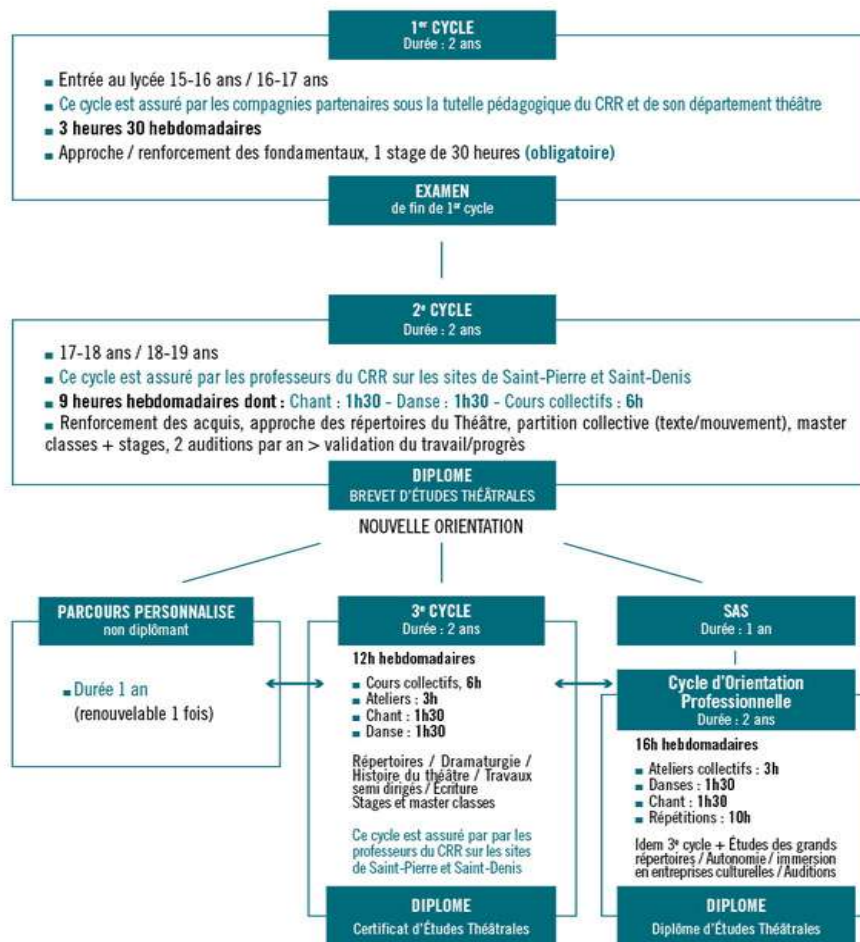 1er CYCLE
Durée : 2 ans
Entrée au lycée 15-16 ans / 16-17 ans
Ce cycle est assuré par les compagnies partenaires sous la tutelle pédagogique du CRR et de son département théâtre
3 heures 30 hebdomadaires
Approche / renforcement des fondamentaux, 1 stage de 30 heures (obligatoire)
EXAMEN
de fin de 1er cycle
2e CYCLE
Durée : 2 ans
17-18 ans / 18-19 ans
Ce cycle est assuré par les professeurs du CRR sur les sites de Saint-Pierre et Saint-Denis
9 heures hebdomadaires dont : Chant : 1h30 - Danse : 1h30 - Cours collectifs : 6h
Renforcement des acquis, approche des répertoires du Théâtre, partition collective (texte/mouvement), master
classes + stages, 2 auditions par an > validation du travail/progrès
DIPLOME
BREVET D'ÉTUDES THÉÂTRALES
NOUVELLE ORIENTATION
PARCOURS PERSONNALISE
non diplômant
Durée 1 an
(renouvelable 1 fois)
3e CYCLE
Durée : 2 ans
12h hebdomadaires
Cours collectifs, 6h
Ateliers : 3h
Chant : 1h30
Danse : 1h30
Répertoires / Dramaturgie /
Histoire du théâtre / Travaux
semi dirigés / Écriture
Stages et master classes
Ce cycle est assuré par par les
professeurs du CRR sur les sites
de Saint-Pierre et Saint-Denis
DIPLOME
Certificat d'Études Théâtrales
SAS
Durée : 1 an
Cycle d'Orientation
Professionnelle
Durée : 2 ans
16h hebdomadaires
Ateliers collectifs : 3h
Danses : 1h30
Chant : 1h30
Répétitions : 10h
Idem 3e cycle + Études des grands
répertoires / Autonomie / immersion
en entreprises culturelles / Auditions
DIPLOME
Diplôme d'Études Théâtrales